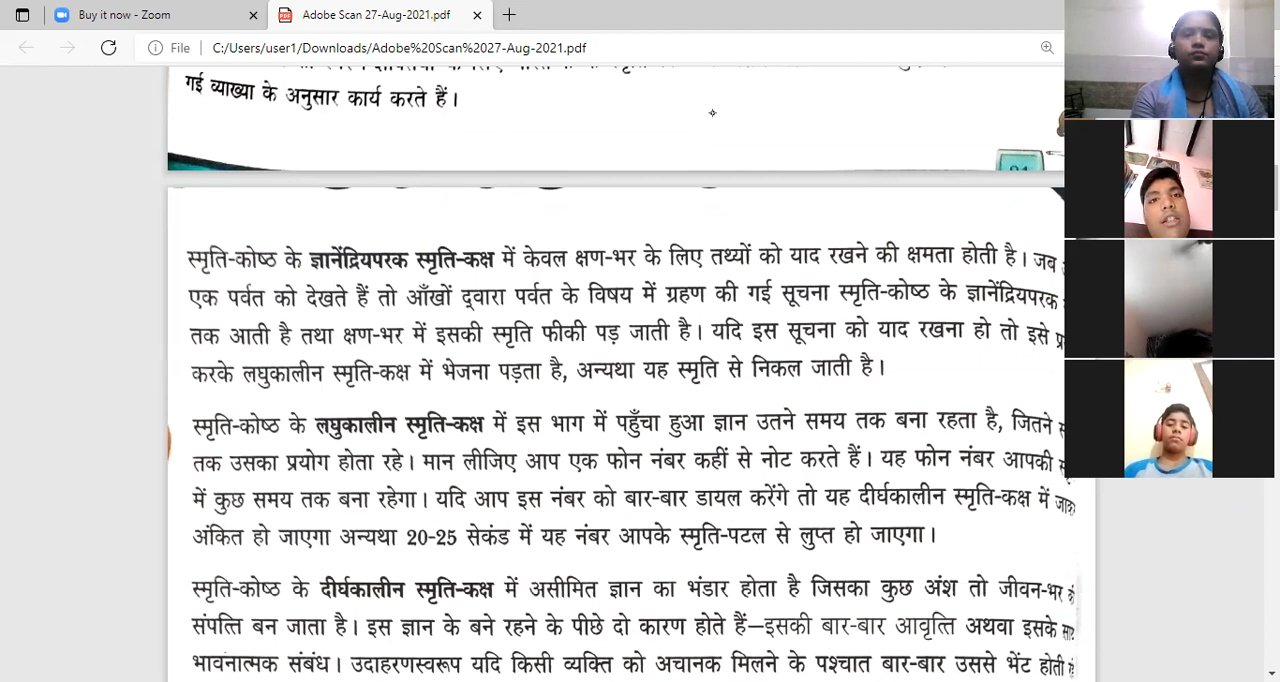 Buy it now - Zoom
Adobe Scan 27-Aug-2021.pdf
File C:/Users/user1/Downloads/Adobe%20Scan%2027-Aug-2021.pdf
गई व्याख्या के अनुसार कार्य करते हैं।
स्मृति-कोष्ठ के ज्ञानेंद्रियपरक स्मृति-कक्ष में केवल क्षण-भर के लिए तथ्यों को याद रखने की क्षमता होती है। जब
एक पर्वत को देखते हैं तो आँखों द्वारा पर्वत के विषय में ग्रहण की गई सूचना स्मृति-कोष्ठ के ज्ञानेंद्रियपरक
तक आती है तथा क्षण-भर में इसकी स्मृति फीकी पड़ जाती है। यदि इस सूचना को याद रखना हो तो इसे
करके लघुकालीन स्मृति-कक्ष में भेजना पड़ता है, अन्यथा यह स्मृति से निकल जाती है।
स्मृति-कोष्ठ के लघुकालीन स्मृति-कक्ष में इस भाग में पहुँचा हुआ ज्ञान उतने समय तक बना रहता है, जितने
तक उसका प्रयोग होता रहे। मान लीजिए आप एक फोन नंबर कहीं से नोट करते हैं। यह फोन नंबर आपकी
में कुछ समय तक बना रहेगा। यदि आप इस नंबर को बार-बार डायल करेंगे तो यह दीर्घकालीन स्मृति-कक्ष में जाकर
अंकित हो जाएगा अन्यथा 20-25 सेकंड में यह नंबर आपके स्मृति-पटल से लुप्त हो जाएगा।
स्मृति-कोष्ठ के दीर्घकालीन स्मृति-कक्ष में असीमित ज्ञान का भंडार होता है जिसका कुछ अंश तो जीवन-भर की
संपत्ति बन जाता है। इस ज्ञान के बने रहने के पीछे दो कारण होते हैं—इसकी बार-बार आवृत्ति अथवा इसके
भावनात्मक संबंध। उदाहरणस्वरूप यदि किसी व्यक्ति को अचानक मिलने के पश्चात बार-बार उससे भेंट होती